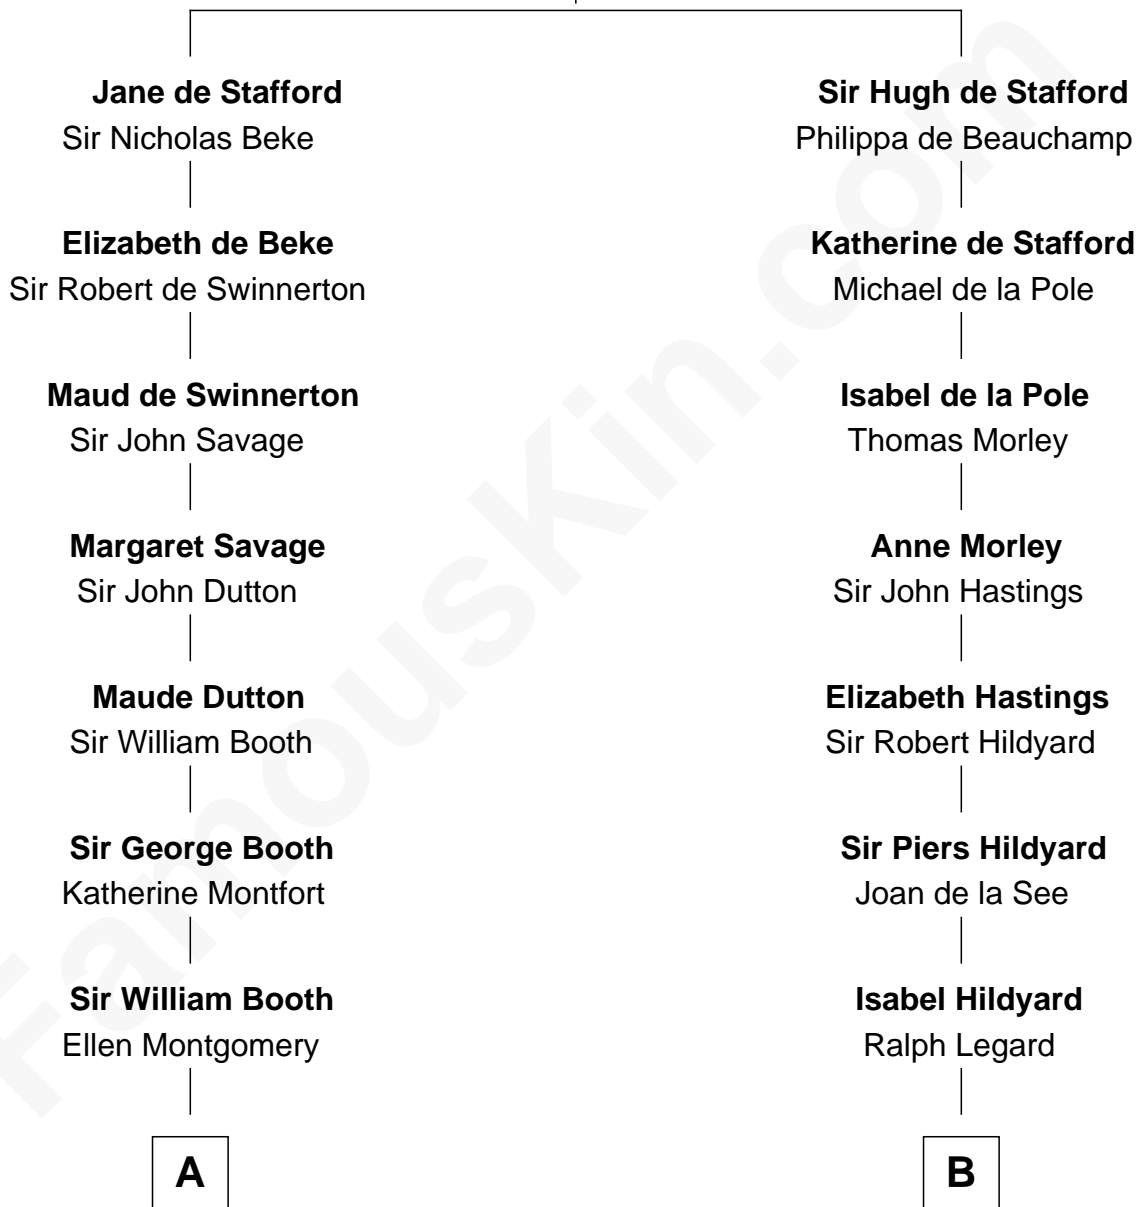 Jane de Stafford
Sir Nicholas Beke
Elizabeth de Beke
Sir Robert de Swinnerton
Maud de Swinnerton
Sir John Savage
Margaret Savage
Sir John Dutton
Maude Dutton
Sir William Booth
Sir George Booth
Katherine Montfort
Sir William Booth
Ellen Montgomery
A
Sir Hugh de Stafford
Philippa de Beauchamp
Katherine de Stafford
Michael de la Pole
Isabel de la Pole
Thomas Morley
Anne Morley
Sir John Hastings
Elizabeth Hastings
Sir Robert Hildyard
Sir Piers Hildyard
Joan de la See
Isabel Hildyard
Ralph Legard
B
FamousKin.com